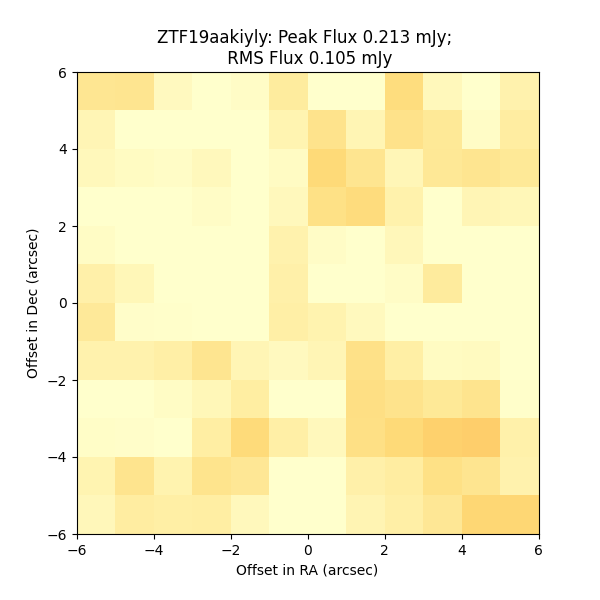 ZTF19aakiyly: Peak Flux 0.213 mJy;
RMS Flux 0.105 mJy
6
4
2
0
−2
−4
−6
Offset in Dec (arcsec)
−6 −4 −2 0 2 4 6
Offset in RA (arcsec)